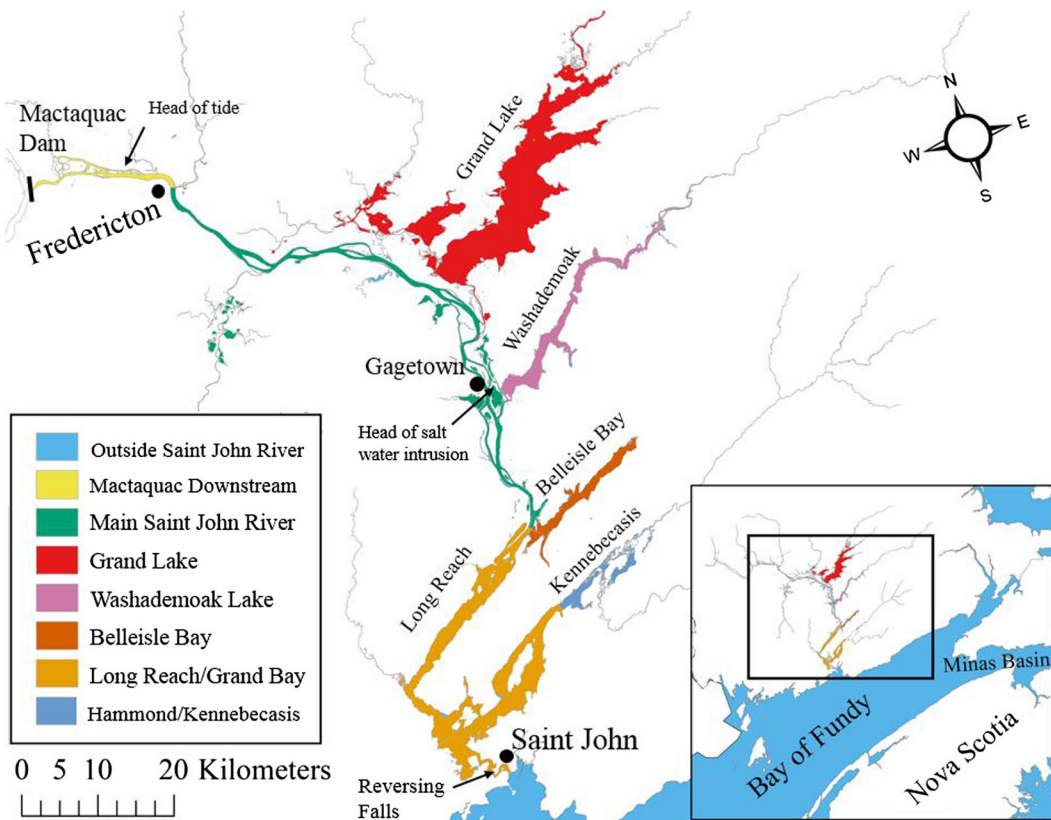 Mactaquac
Dam
Head of tide
Fredericton
Grand Lake
N
E
W
S
Washademoak
Gagetown
Head of salt
water intrusion
Belleisle Bay
Kennebecasis
Long Reach
Outside Saint John River
Mactaquac Downstream
Main Saint John River
Grand Lake
Washademoak Lake
Belleisle Bay
Long Reach/Grand Bay
Hammond/Kennebecasis
0 5 10 20 Kilometers
Saint John
Reversing
Falls
Minas Basin
Bay of Fundy
Nova Scotia